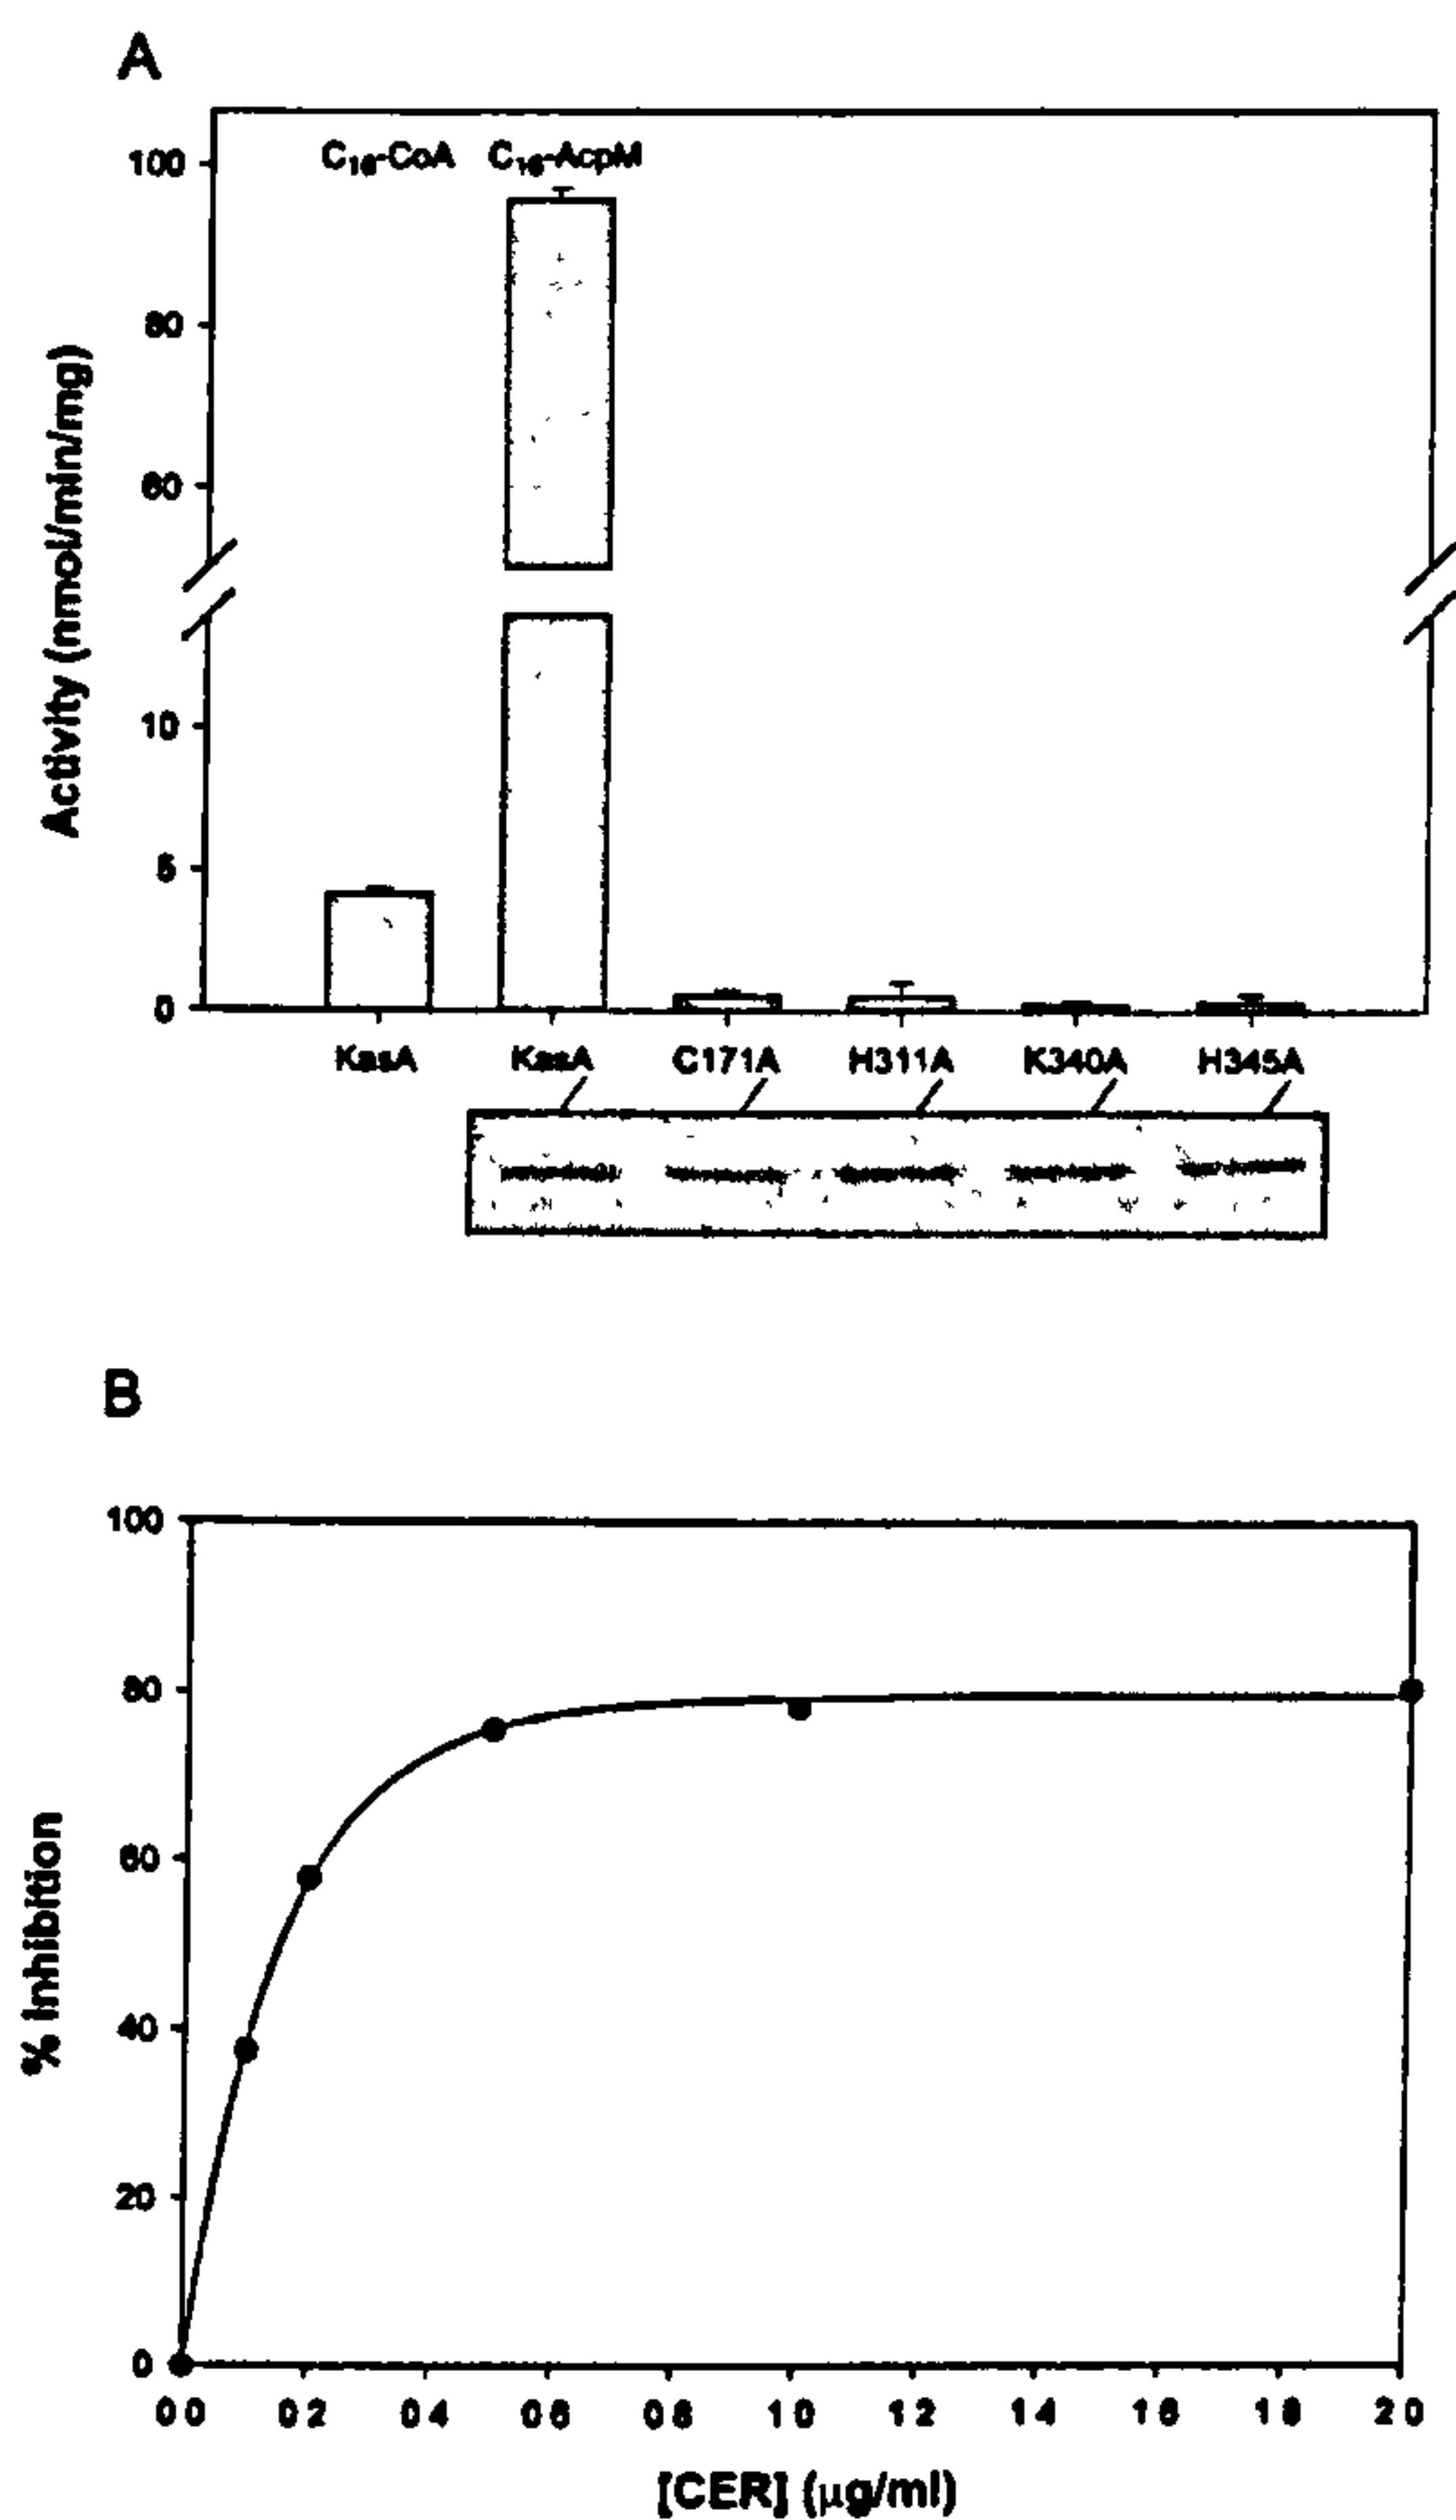 A
100
C₁₆-CoA C₁₆-AcpM
Activity (nmol/min/mg)
10
5
0
KasA KasA C171A H311A K340A H345A
B
100
80
60
40
20
0
% Inhibition
0 0 0 2 0 4 0 6 0 8 1 0 1 2 1 4 1 6 1 8 2 0
[CER] (µg/ml)